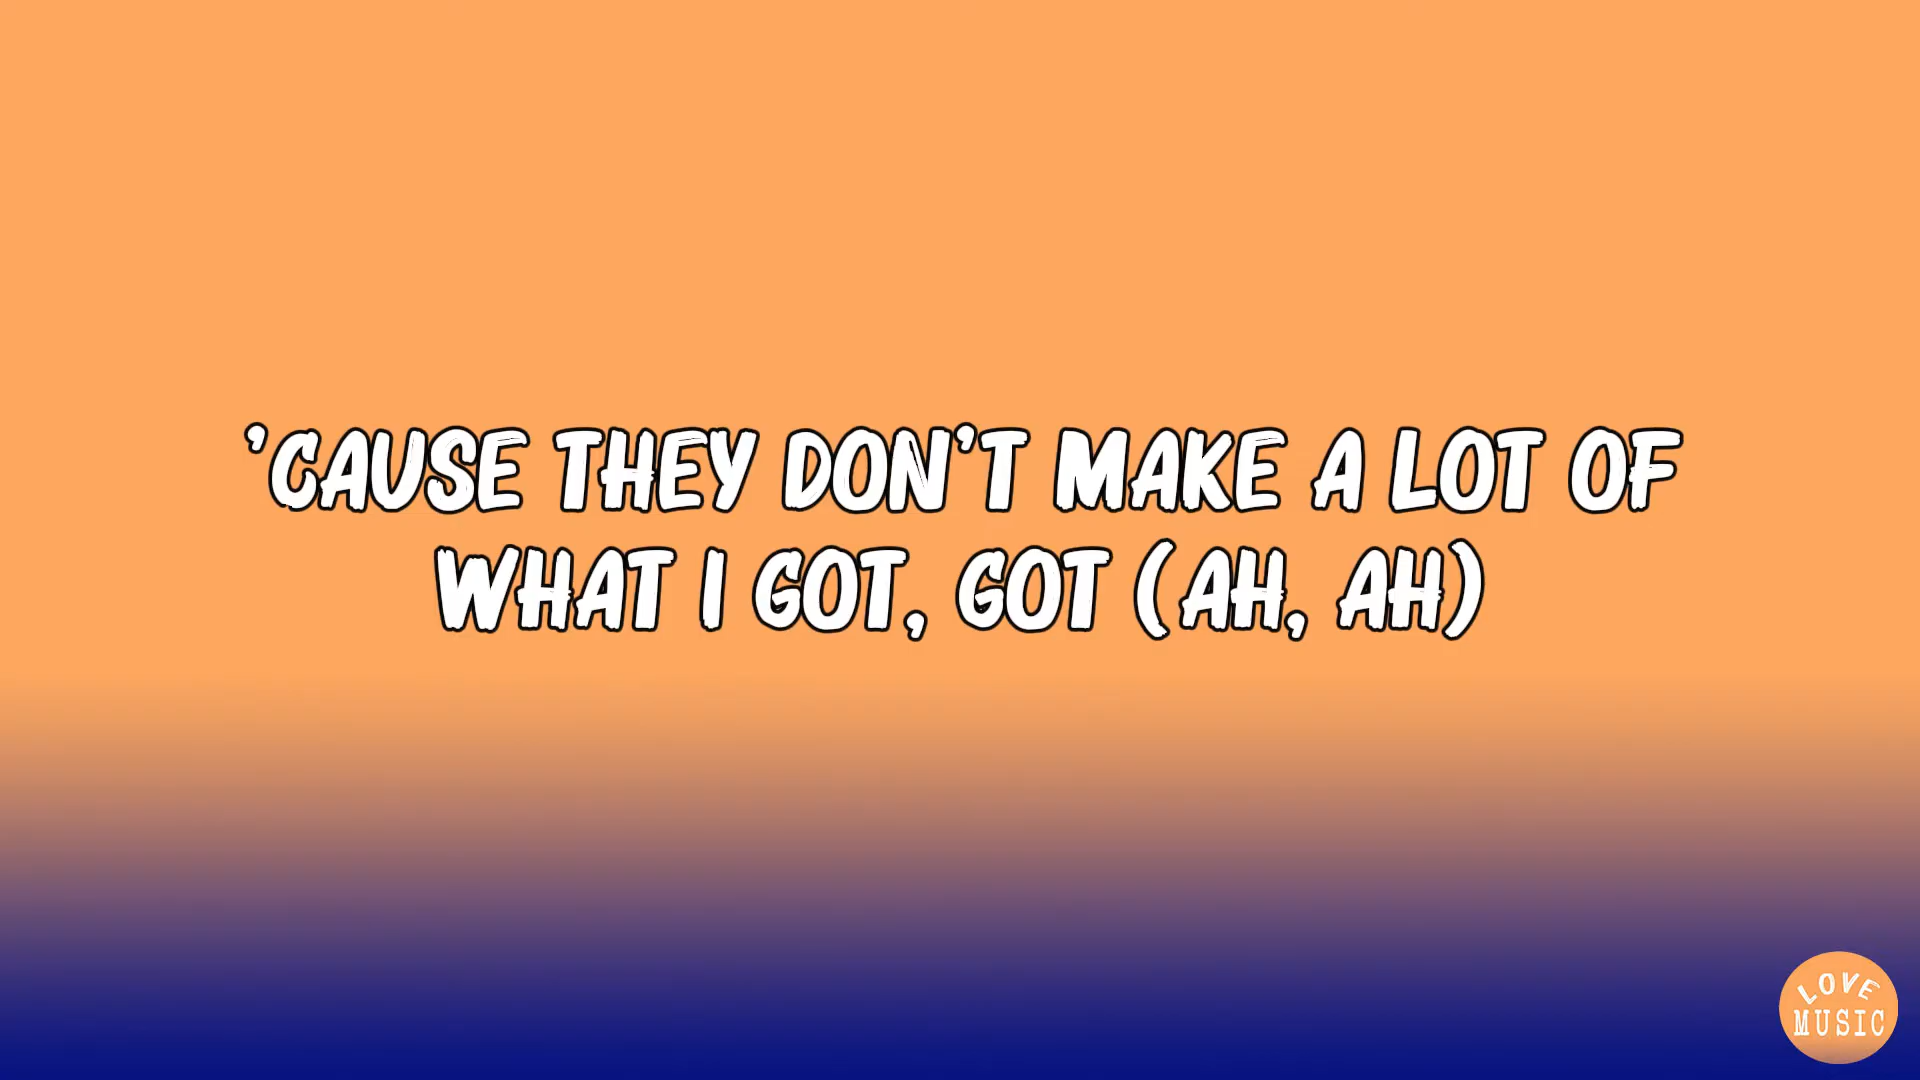 'CAUSE THEY DON'T MAKE A LOT OF
WHAT I GOT, GOT (AH, AH)
LOVE
MUSIC